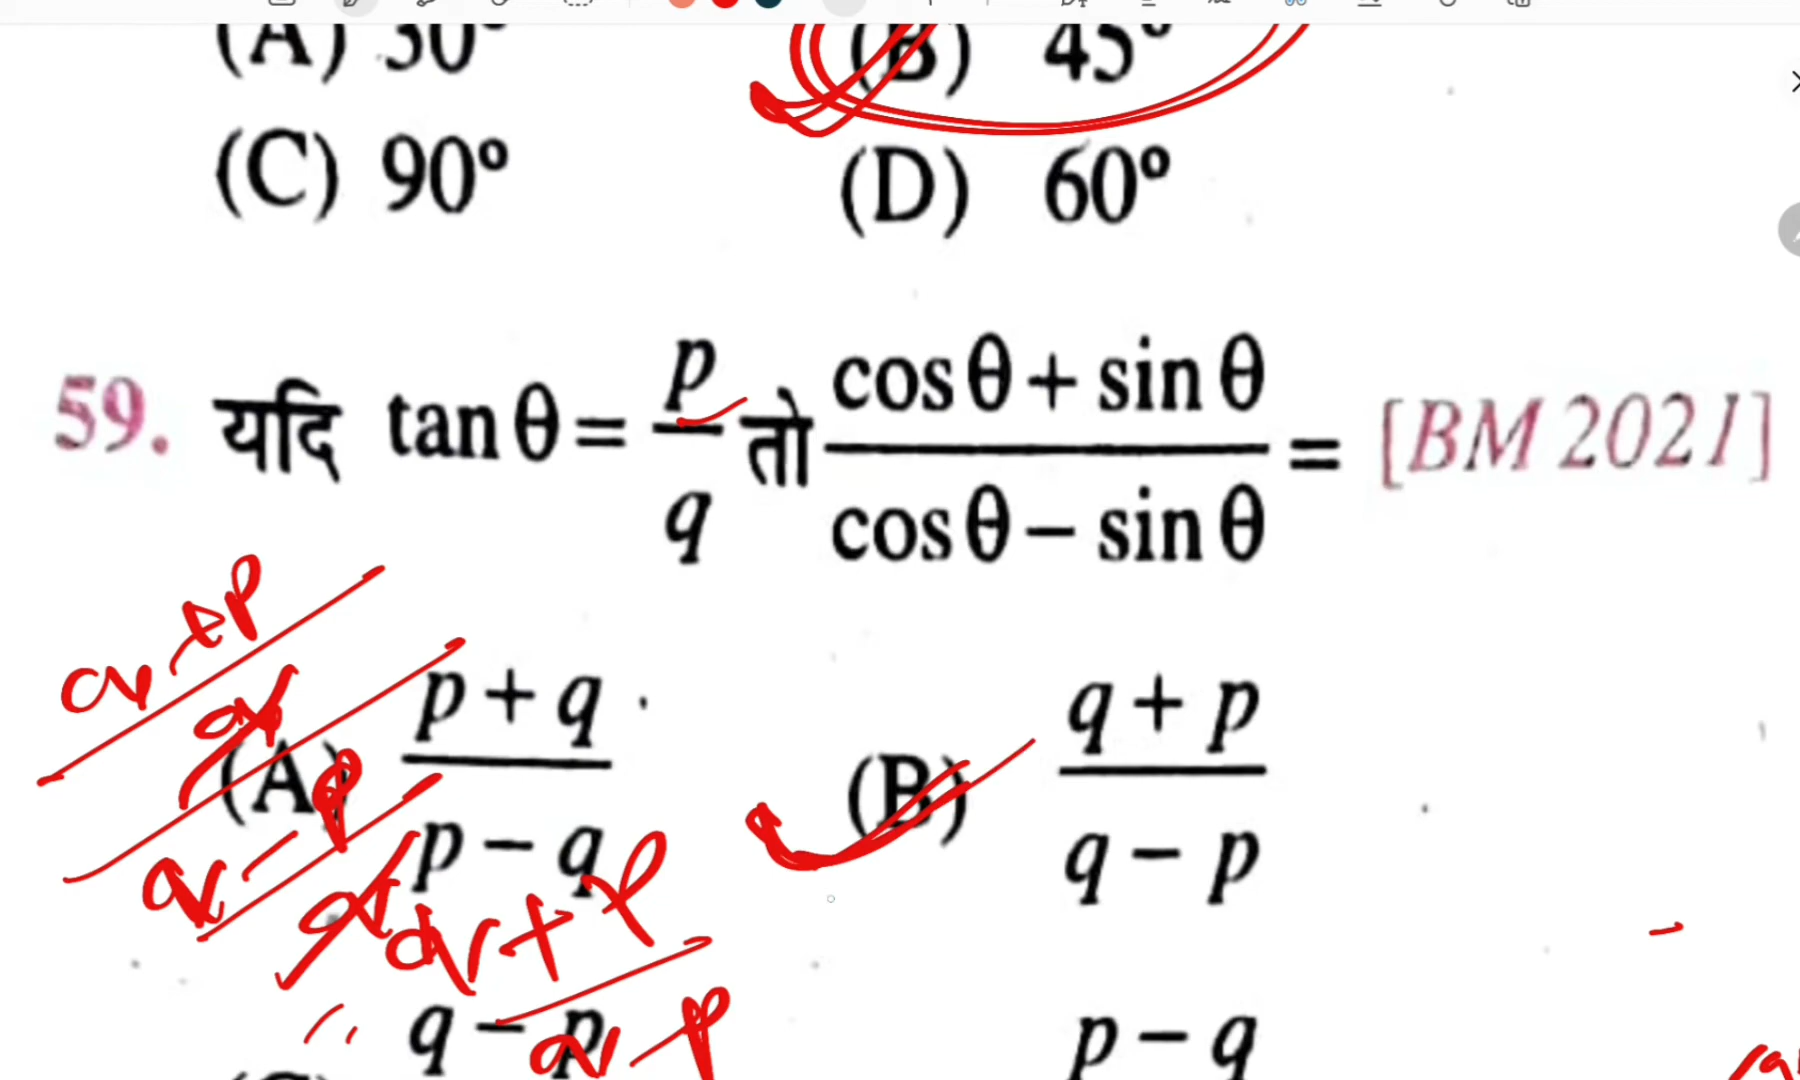 (A) 30° (B) 45°
(C) 90° (D) 60°
59. यदि tan θ = p/q तो (cos θ + sin θ)/(cos θ − sin θ) = [BM 2021]
q + p
q
q − p
q
(A) (p + q)/(p − q) (B) (q + p)/(q − p)
q + p
q − p
q − p p − q